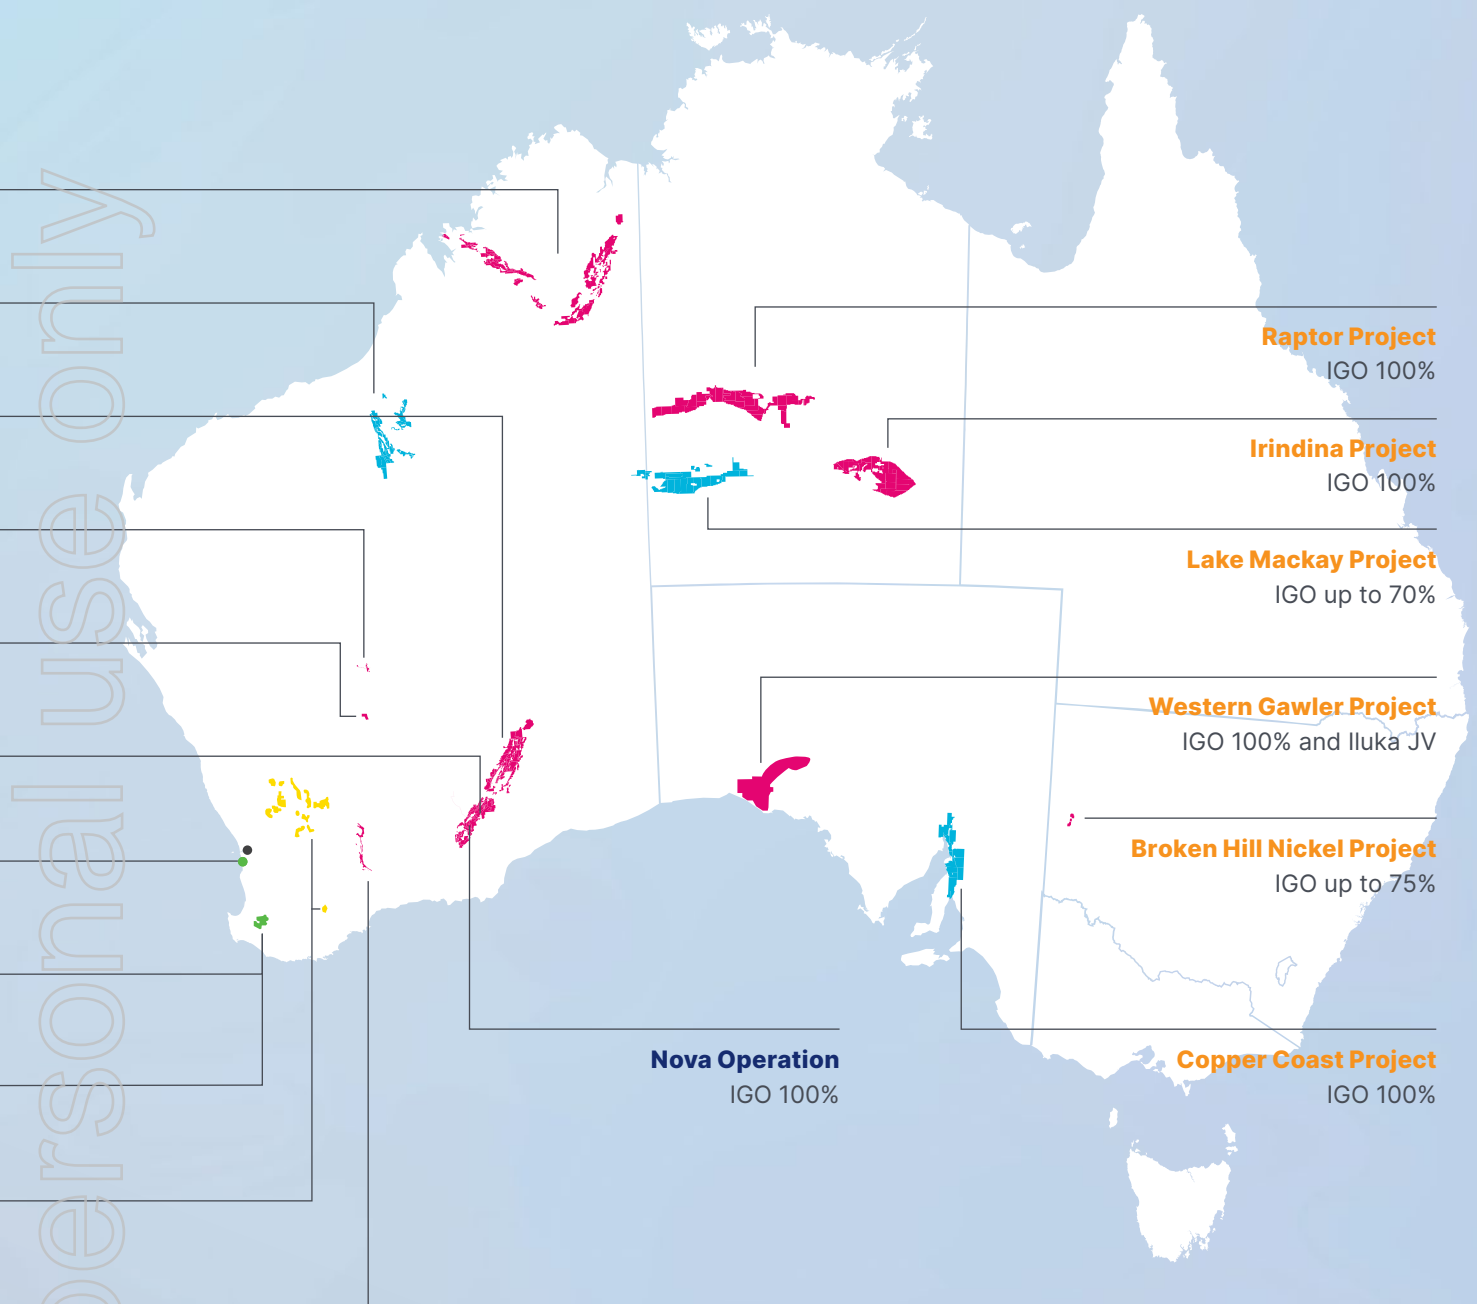 personal use only
Raptor Project
IGO 100%
Irindina Project
IGO 100%
Lake Mackay Project
IGO up to 70%
Western Gawler Project
IGO 100% and Iluka JV
Broken Hill Nickel Project
IGO up to 75%
Nova Operation
IGO 100%
Copper Coast Project
IGO 100%